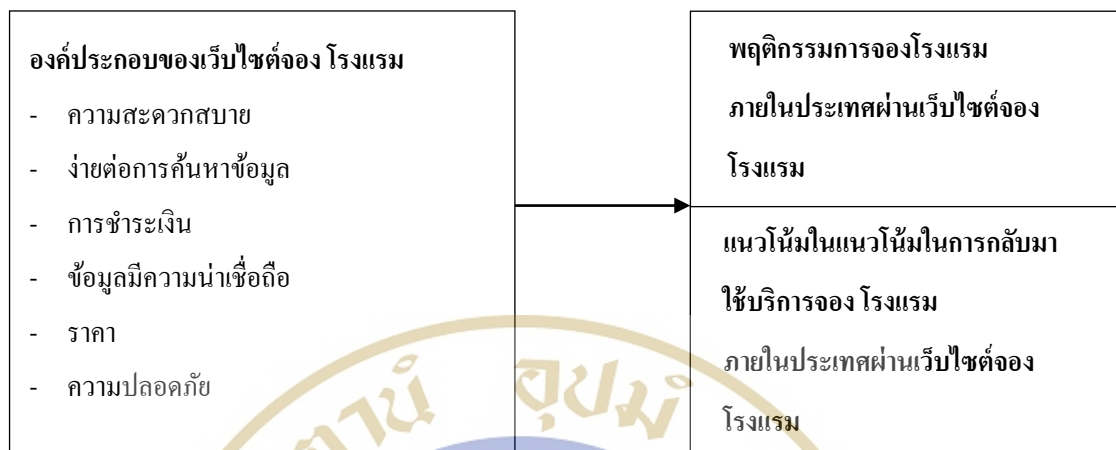 องค์ประกอบของเว็บไซต์จอง โรงแรม
- ความสะดวกสบาย
- ง่ายต่อการค้นหาข้อมูล
- การชำระเงิน
- ข้อมูลมีความน่าเชื่อถือ
- ราคา
- ความปลอดภัย
พฤติกรรมการจองโรงแรม
ภายในประเทศผ่านเว็บไซต์จอง
โรงแรม
แนวโน้มในแนวโน้มในการกลับมา
ใช้บริการจอง โรงแรม
ภายในประเทศผ่านเว็บไซต์จอง
โรงแรม
ตานํ อุปมํ